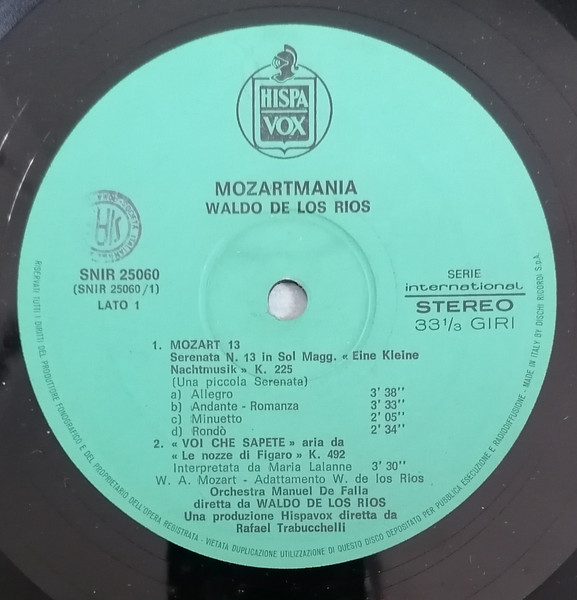 HISPA
VOX
MOZARTMANIA
WALDO DE LOS RIOS
SNIR 25060
(SNIR 25060/1)
LATO 1
SERIE
international
STEREO
33 1/3 GIRI
1. MOZART 13
Serenata N. 13 in Sol Magg. « Eine Kleine
Nachtmusik » K. 225
(Una piccola Serenata)
a) Allegro 3' 38''
b) Andante - Romanza 3' 33''
c) Minuetto 2' 05''
d) Rondò 2' 34''
2. « VOI CHE SAPETE » aria da
« Le nozze di Figaro » K. 492
Interpretata da Maria Lalanne 3' 30''
W. A. Mozart - Adattamento W. de los Rios
Orchestra Manuel De Falla
diretta da WALDO DE LOS RIOS
Una produzione Hispavox diretta da
Rafael Trabucchelli
RISERVATI TUTTI I DIRITTI DEL PRODUTTORE FONOGRAFICO E DEL PROPRIETARIO DELL'OPERA REGISTRATA - VIETATA DUPLICAZIONE UTILIZZAZIONE DI QUESTO DISCO DEPOSITATO PER PUBBLICA ESECUZIONE E RADIODIFFUSIONE - MADE IN ITALY BY DISCHI RICORDI S.p.A.